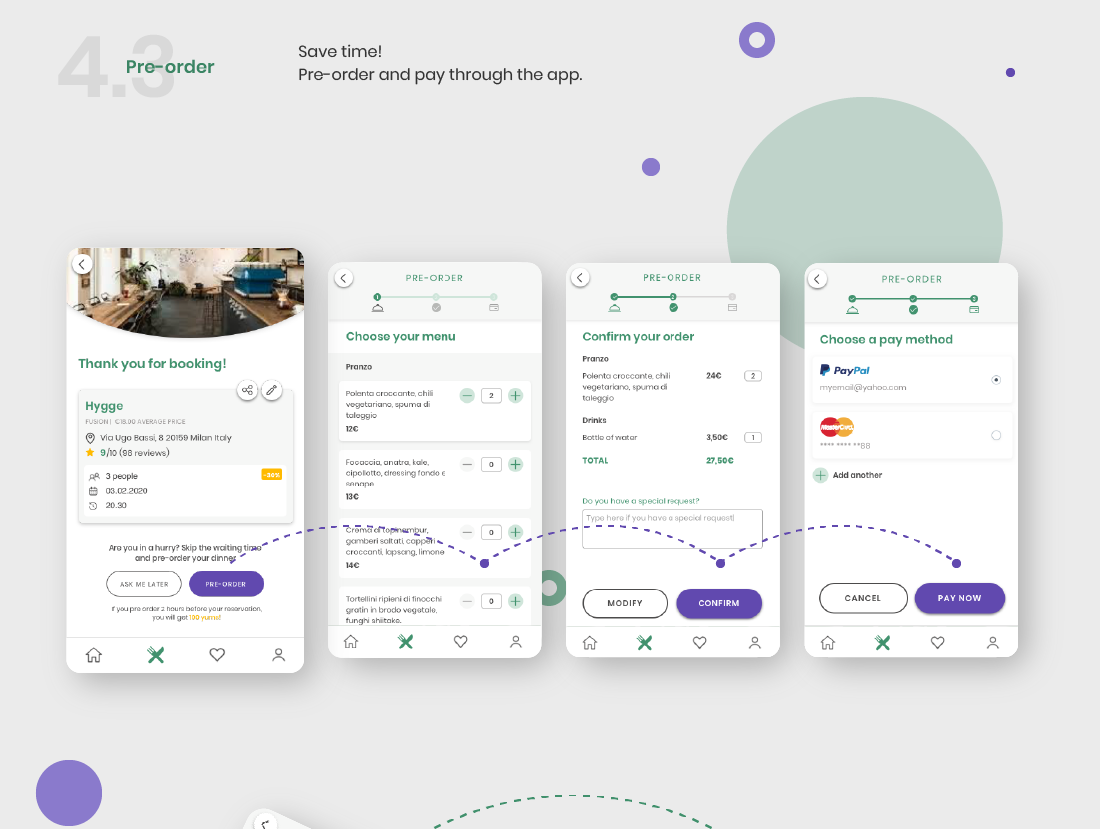 4.3
Pre-order
Save time!
Pre-order and pay through the app.
Thank you for booking!
Hygge
FUSION | €18.00 AVERAGE PRICE
Via Ugo Bassi, 8 20159 Milan Italy
9/10 (96 reviews)
3 people
-30%
03.02.2020
20.30
Are you in a hurry? Skip the waiting time
and pre-order your dinner.
ASK ME LATER
PRE-ORDER
If you pre order 2 hours before your reservation,
you will get 100 yums!
PRE-ORDER
Choose your menu
Pranzo
Polenta croccante, chili
vegetariano, spuma di
taleggio
12€
2
Focaccia, anatra, kale,
cipollotto, dressing fondo e
senape
13€
0
Crema di topinambur,
gamberi saltati, capperi
croccanti, lapsang, limone
14€
0
Tortellini ripieni di finocchi
gratin in brodo vegetale,
funghi shiitake.
0
PRE-ORDER
Confirm your order
Pranzo
Polenta croccante, chili
vegetariano, spuma di
taleggio
24€
2
Drinks
Bottle of water
3,50€
1
TOTAL
27,50€
Do you have a special request?
Type here if you have a special request|
MODIFY
CONFIRM
PRE-ORDER
Choose a pay method
PayPal
myemail@yahoo.com
MasterCard
**** **** **88
Add another
CANCEL
PAY NOW